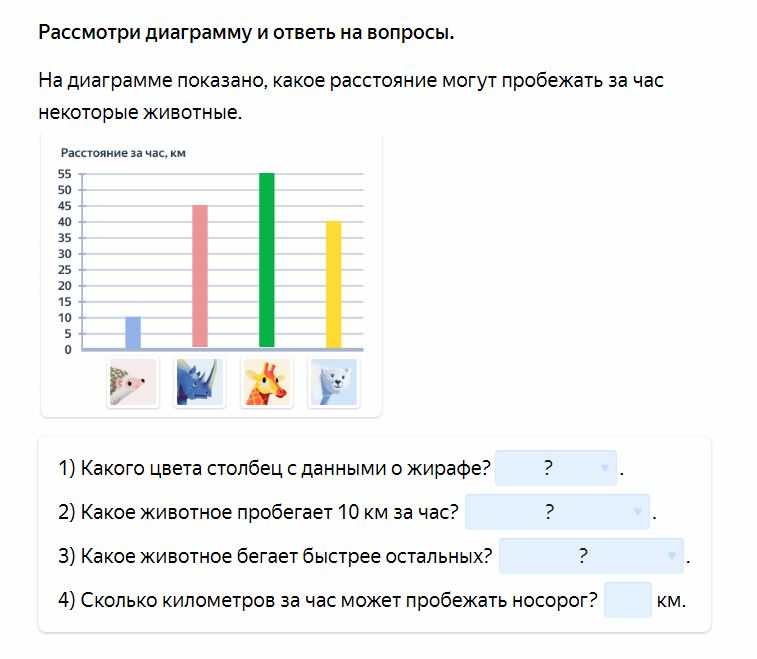 Рассмотри диаграмму и ответь на вопросы.
На диаграмме показано, какое расстояние могут пробежать за час
некоторые животные.
Расстояние за час, км
55
50
45
40
35
30
25
20
15
10
5
0
1) Какого цвета столбец с данными о жирафе? ? .
2) Какое животное пробегает 10 км за час? ? .
3) Какое животное бегает быстрее остальных? ? .
4) Сколько километров за час может пробежать носорог? км.